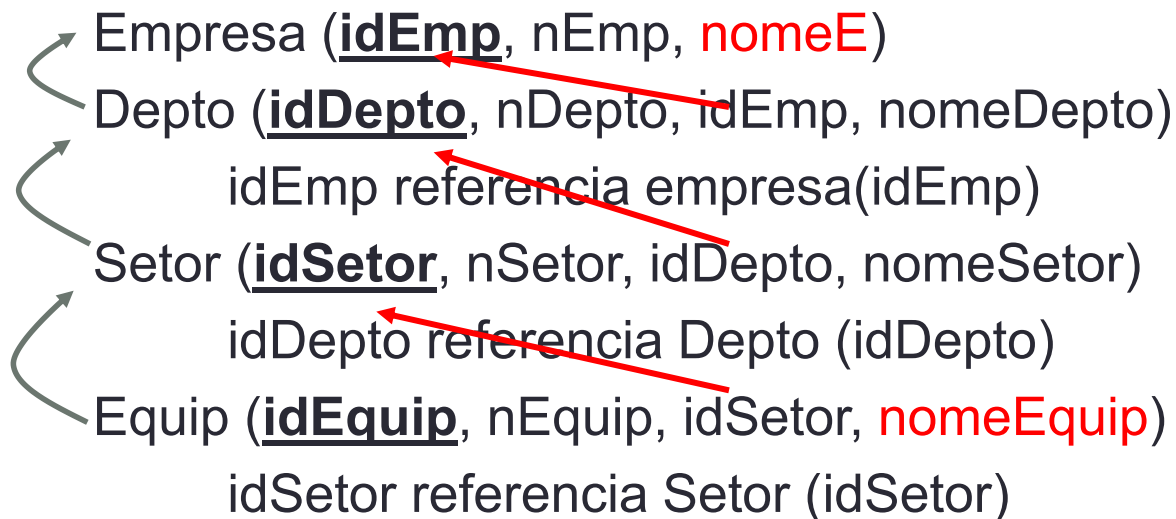 Empresa (idEmp, nEmp, nomeE)
Depto (idDepto, nDepto, idEmp, nomeDepto)
idEmp referencia empresa(idEmp)
Setor (idSetor, nSetor, idDepto, nomeSetor)
idDepto referencia Depto (idDepto)
Equip (idEquip, nEquip, idSetor, nomeEquip)
idSetor referencia Setor (idSetor)